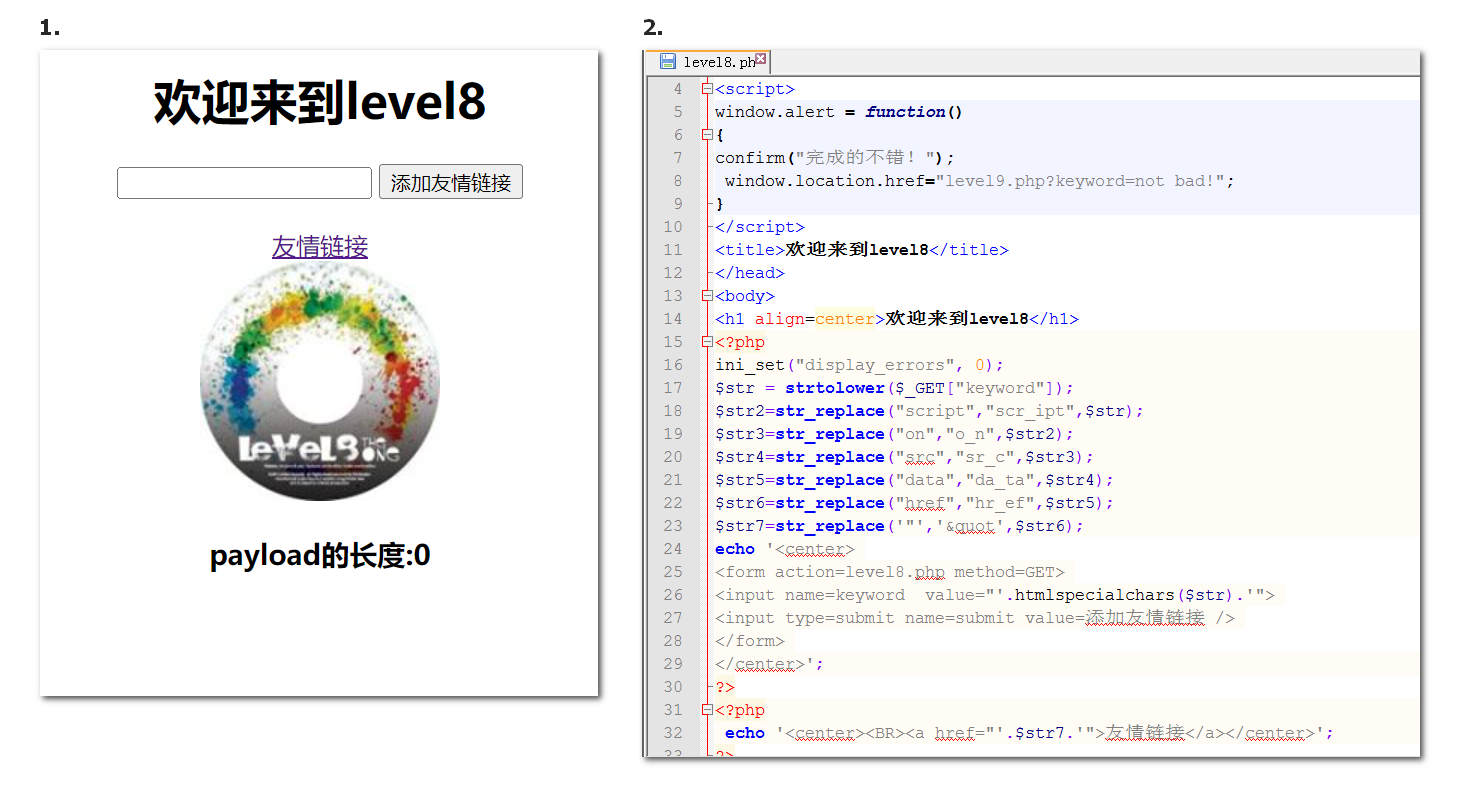 1.
欢迎来到level8
添加友情链接
友情链接
LeVeL8 THE ONE
payload的长度:0
2.
level8.ph
4 <script>
5 window.alert = function()
6 {
7 confirm("完成的不错！");
8 window.location.href="level9.php?keyword=not bad!";
9 }
10 </script>
11 <title>欢迎来到level8</title>
12 </head>
13 <body>
14 <h1 align=center>欢迎来到level8</h1>
15 <?php
16 ini_set("display_errors", 0);
17 $str = strtolower($_GET["keyword"]);
18 $str2=str_replace("script","scr_ipt",$str);
19 $str3=str_replace("on","o_n",$str2);
20 $str4=str_replace("src","sr_c",$str3);
21 $str5=str_replace("data","da_ta",$str4);
22 $str6=str_replace("href","hr_ef",$str5);
23 $str7=str_replace('"','&quot',$str6);
24 echo '<center>
25 <form action=level8.php method=GET>
26 <input name=keyword  value="'.htmlspecialchars($str).'">
27 <input type=submit name=submit value=添加友情链接 />
28 </form>
29 </center>';
30 ?>
31 <?php
32 echo '<center><BR><a href="'.$str7.'">友情链接</a></center>';
33 ?>